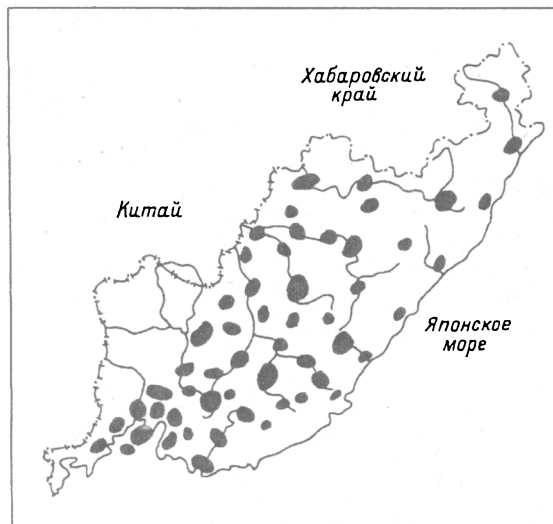 Хабаровский
край
Китай
Японское
море